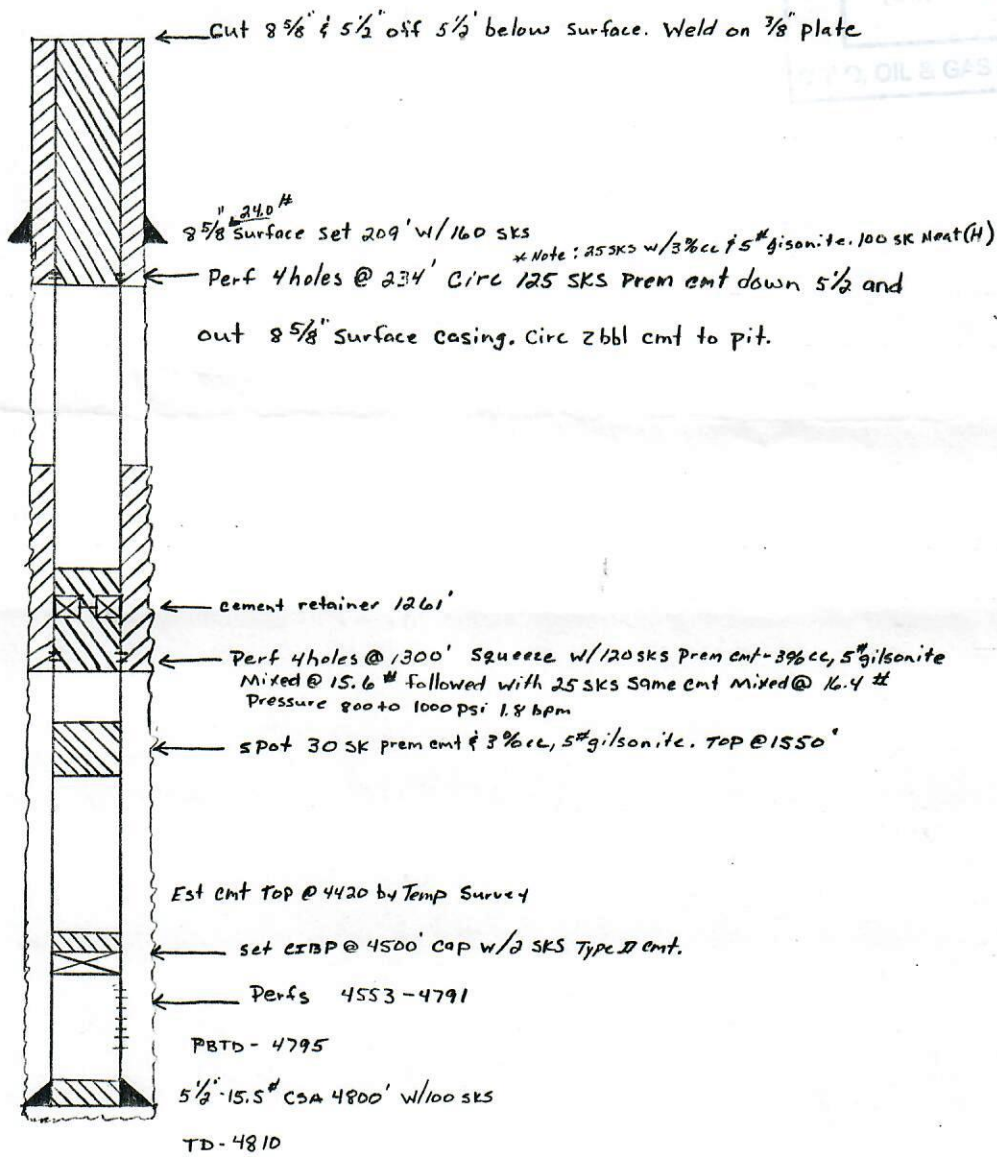 Cut 8 5/8" & 5 1/2" off 5 1/2' below surface. Weld on 3/8" plate
OIL & GAS
24.0 #
8 5/8" Surface set 209' w/160 sks
* Note: 25 SKS w/3% cc & 5# gisonite. 100 SK Neat (H)
Perf 4 holes @ 234' Circ 125 SKS Prem cmt down 5 1/2 and
out 8 5/8" surface casing. Circ 2 bbl cmt to pit.
cement retainer 1261'
Perf 4 holes @ 1300' Squeeze w/120 sks Prem cmt - 3% cc, 5# gilsonite
Mixed @ 15.6 # followed with 25 SKS Same cmt Mixed @ 16.4 #
Pressure 800 to 1000 psi 1.8 bpm
Spot 30 SK prem cmt & 3% cc, 5# gilsonite. TOP @ 1550'
Est cmt TOP @ 4420 by Temp Survey
Set CIBP @ 4500' Cap w/2 SKS Type II cmt.
Perfs 4553-4791
PBTD - 4795
5 1/2" - 15.5# CSA 4800' w/100 sks
TD - 4810